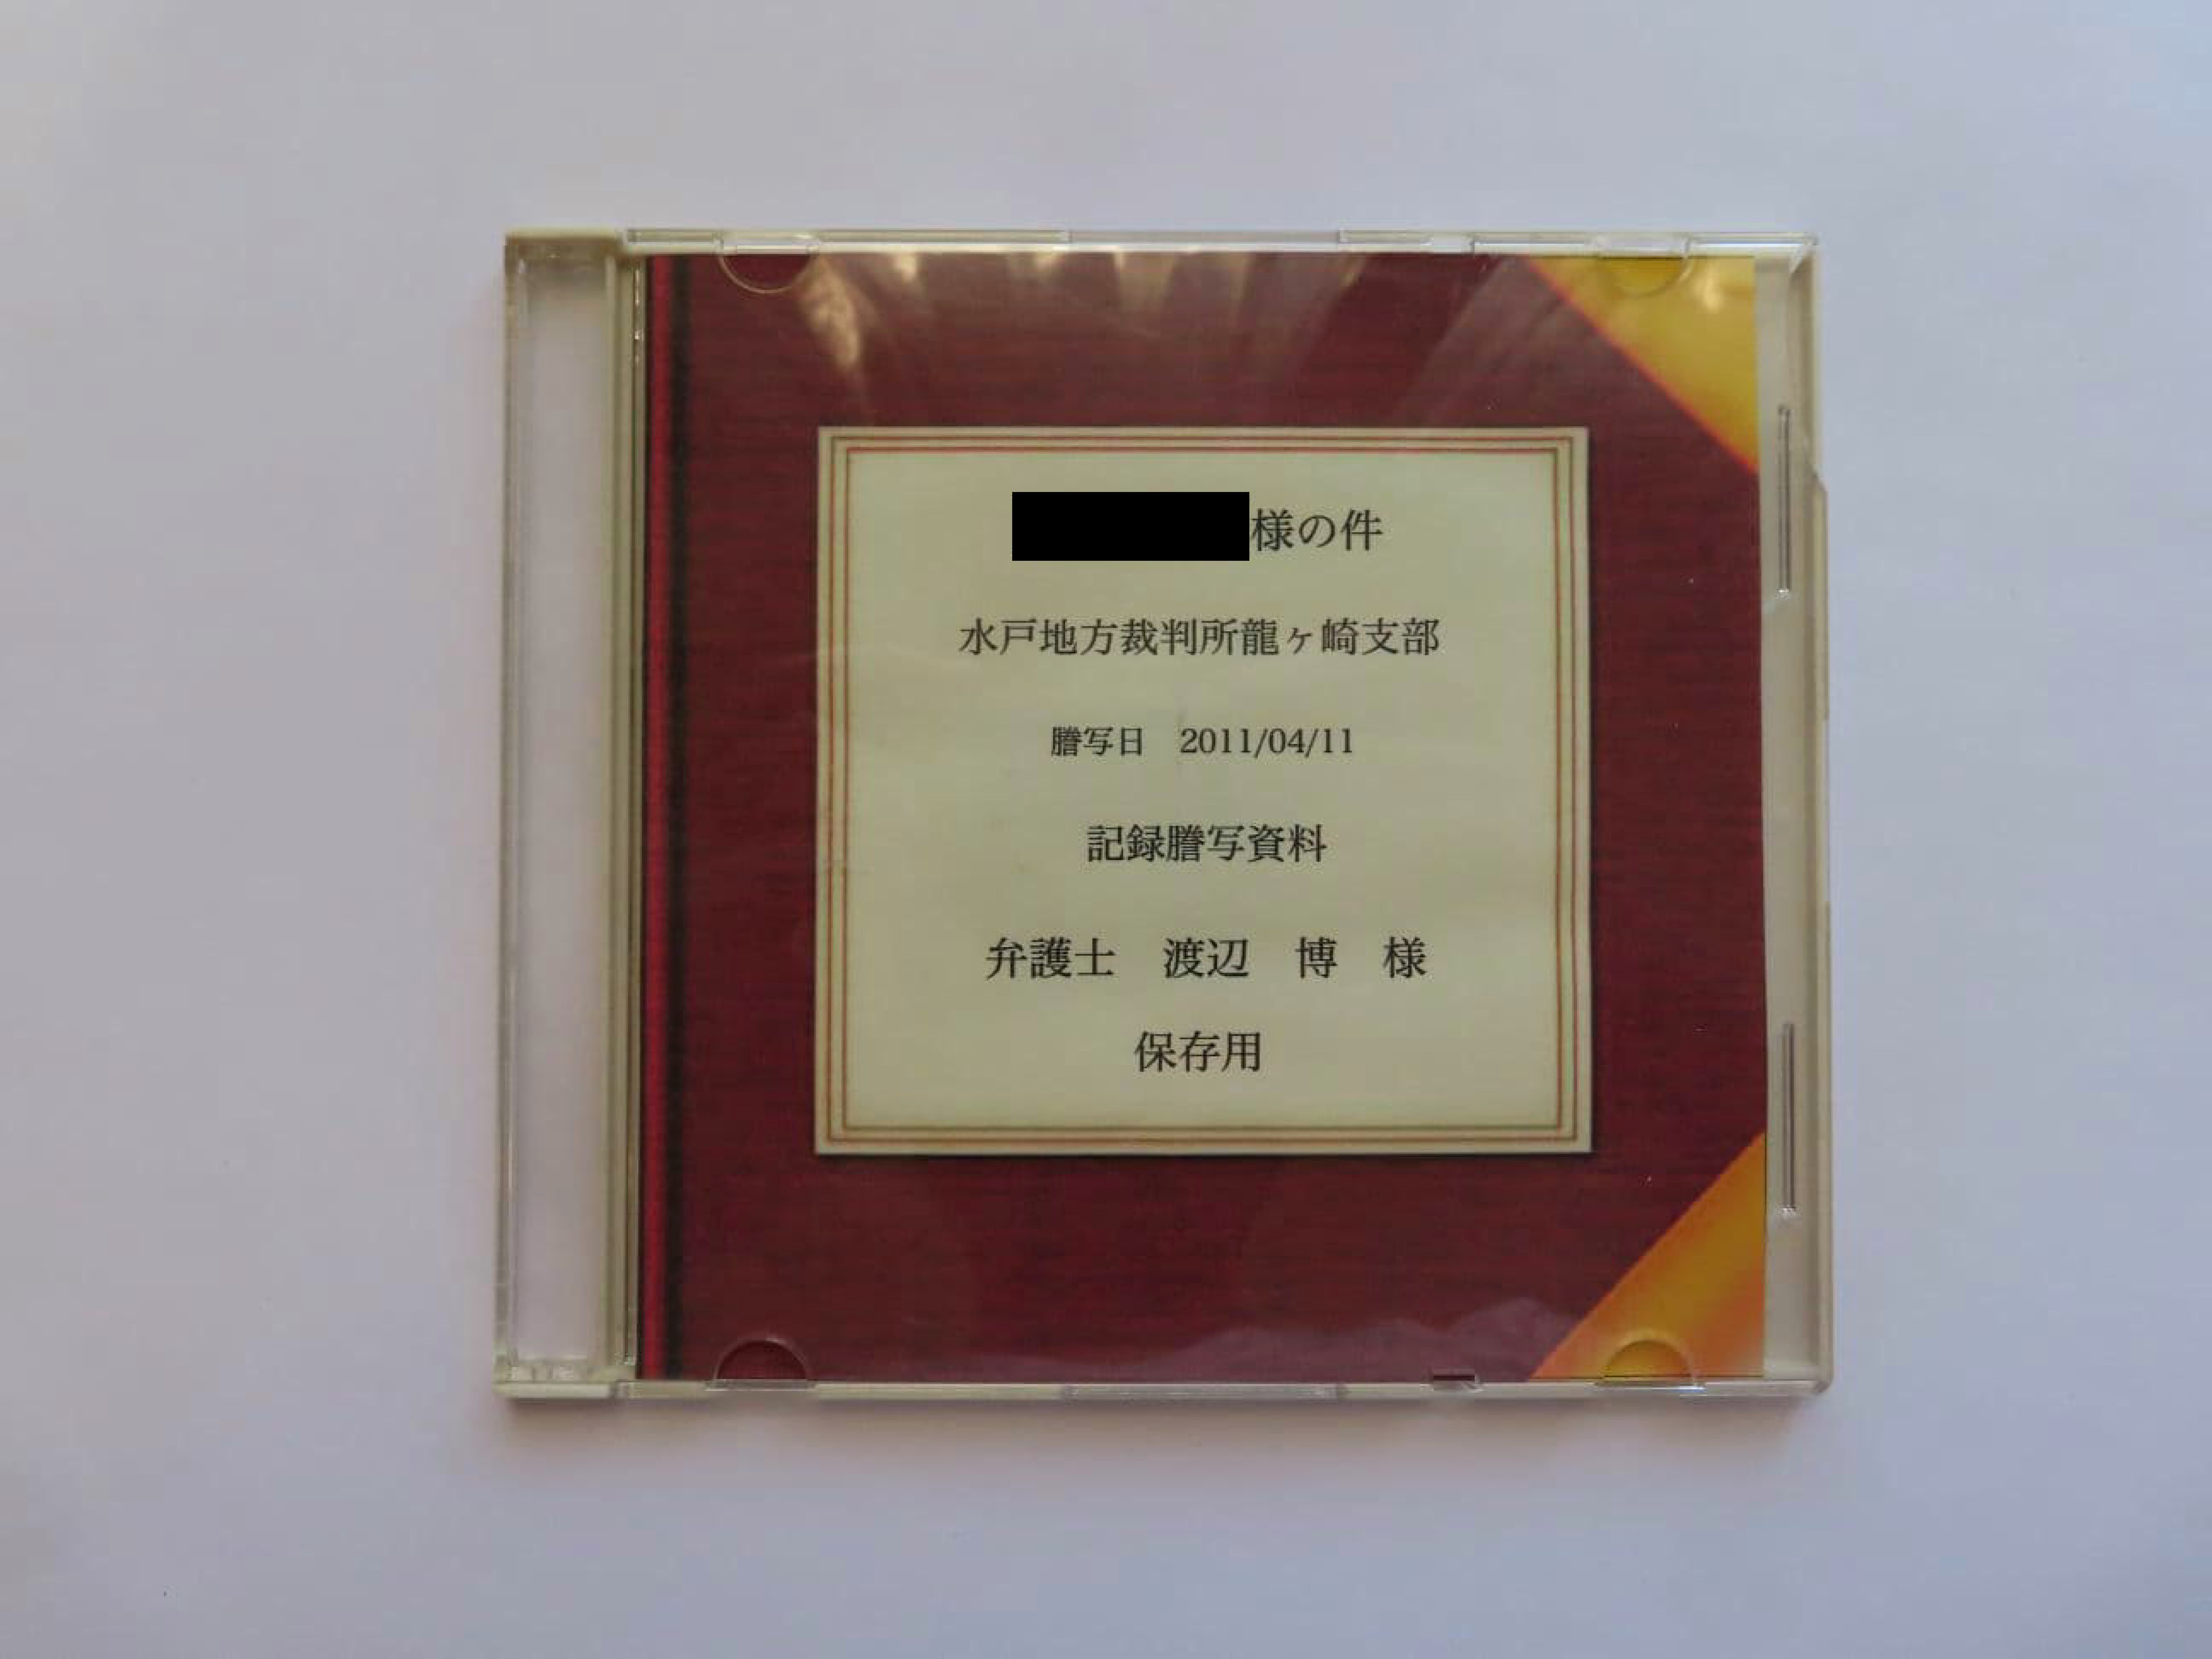 様の件
水戸地方裁判所龍ヶ崎支部
謄写日　2011/04/11
記録謄写資料
弁護士　渡辺　博　様
保存用